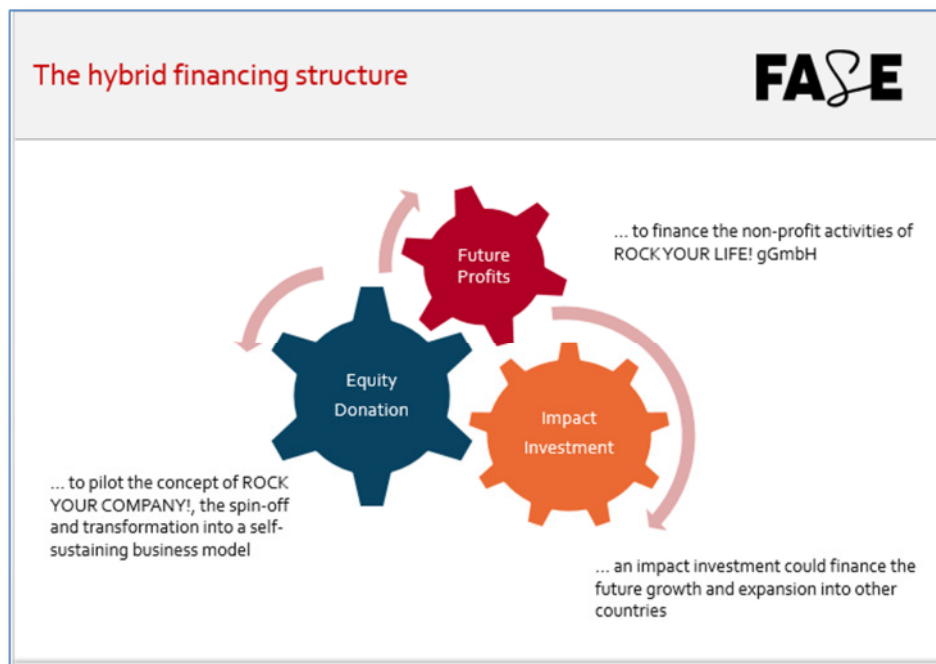 The hybrid financing structure
FASE
Future
Profits
... to finance the non-profit activities of
ROCK YOUR LIFE! gGmbH
Equity
Donation
Impact
Investment
... to pilot the concept of ROCK
YOUR COMPANY!, the spin-off
and transformation into a self-
sustaining business model
... an impact investment could finance the
future growth and expansion into other
countries